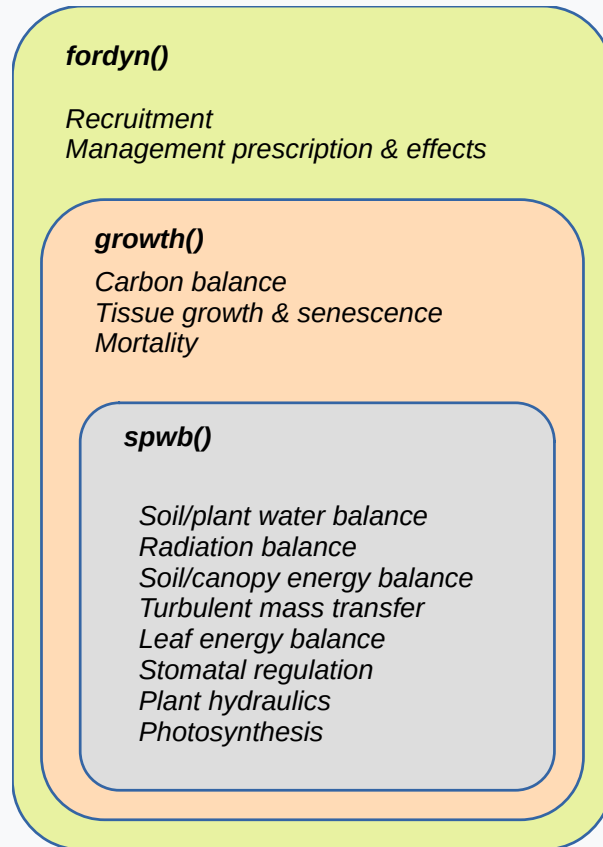 fordyn()
Recruitment
Management prescription & effects
growth()
Carbon balance
Tissue growth & senescence
Mortality
spwb()
Soil/plant water balance
Radiation balance
Soil/canopy energy balance
Turbulent mass transfer
Leaf energy balance
Stomatal regulation
Plant hydraulics
Photosynthesis